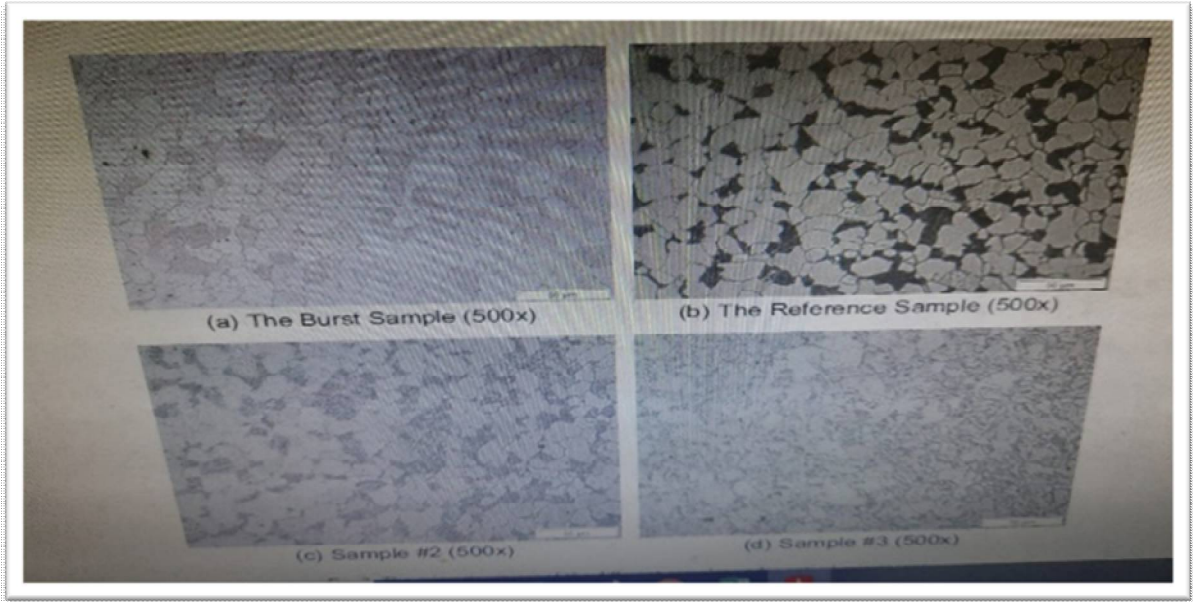 (a) The Burst Sample (500x)
(b) The Reference Sample (500x)
(c) Sample #2 (500x)
(d) Sample #3 (500x)